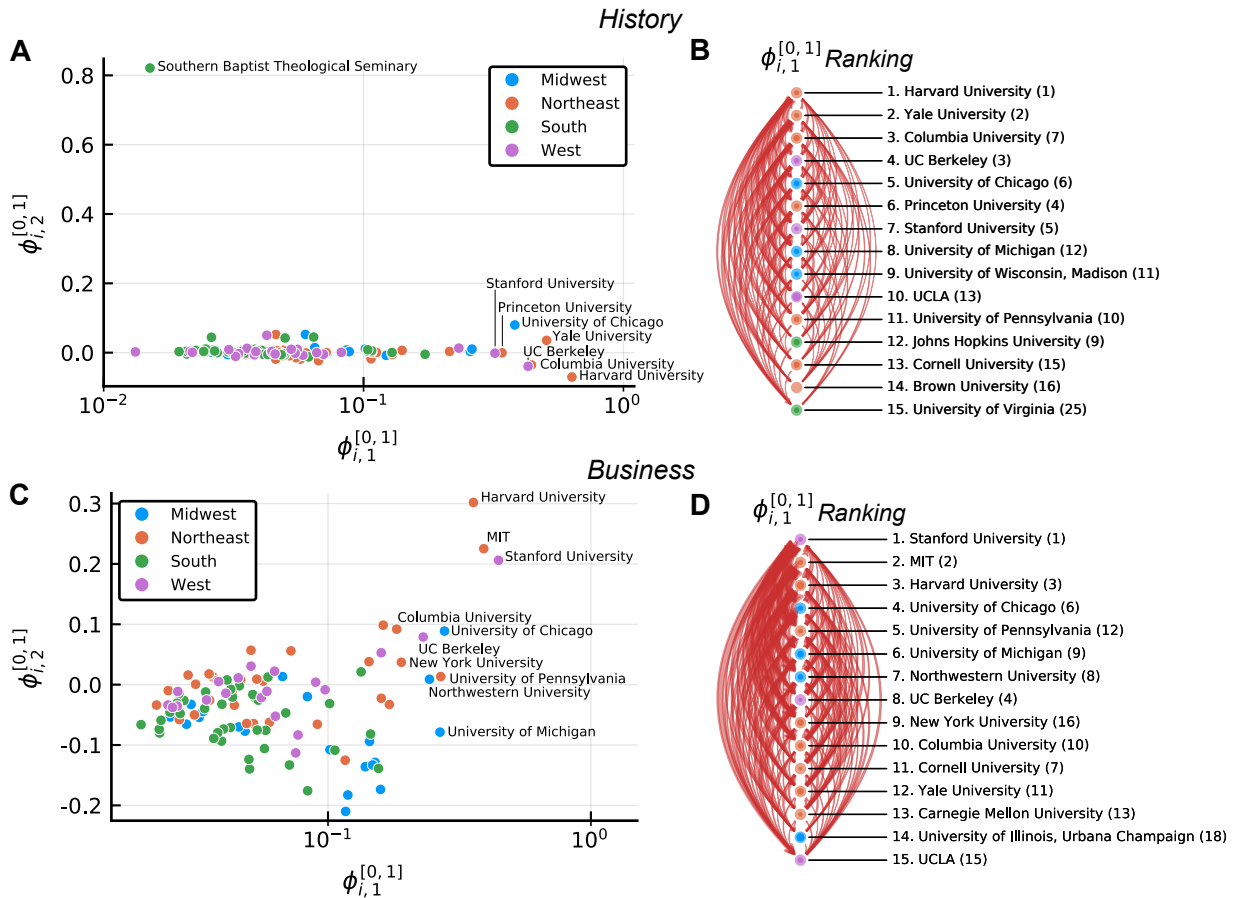 History
A
0.8
0.6
0.4
0.2
0.0
ϕ_{i,2}^{[0,1]}
Southern Baptist Theological Seminary
Midwest
Northeast
South
West
Stanford University
Princeton University
University of Chicago
Yale University
UC Berkeley
Columbia University
Harvard University
10⁻²
10⁻¹
10⁰
ϕ_{i,1}^{[0,1]}
B
ϕ_{i,1}^{[0,1]} Ranking
1. Harvard University (1)
2. Yale University (2)
3. Columbia University (7)
4. UC Berkeley (3)
5. University of Chicago (6)
6. Princeton University (4)
7. Stanford University (5)
8. University of Michigan (12)
9. University of Wisconsin, Madison (11)
10. UCLA (13)
11. University of Pennsylvania (10)
12. Johns Hopkins University (9)
13. Cornell University (15)
14. Brown University (16)
15. University of Virginia (25)
Business
C
0.3
0.2
0.1
0.0
-0.1
-0.2
ϕ_{i,2}^{[0,1]}
Midwest
Northeast
South
West
Harvard University
MIT
Stanford University
Columbia University
University of Chicago
UC Berkeley
New York University
University of Pennsylvania
Northwestern University
University of Michigan
10⁻¹
10⁰
ϕ_{i,1}^{[0,1]}
D
ϕ_{i,1}^{[0,1]} Ranking
1. Stanford University (1)
2. MIT (2)
3. Harvard University (3)
4. University of Chicago (6)
5. University of Pennsylvania (12)
6. University of Michigan (9)
7. Northwestern University (8)
8. UC Berkeley (4)
9. New York University (16)
10. Columbia University (10)
11. Cornell University (7)
12. Yale University (11)
13. Carnegie Mellon University (13)
14. University of Illinois, Urbana Champaign (18)
15. UCLA (15)